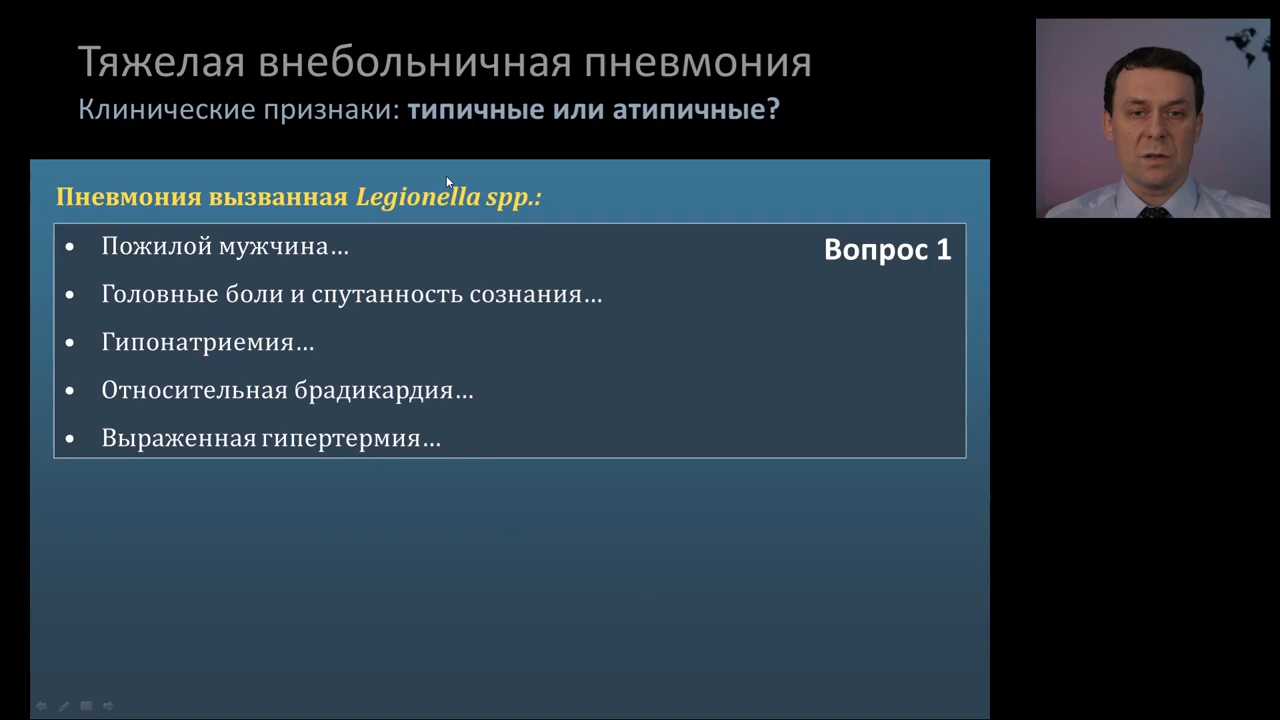 Тяжелая внебольничная пневмония
Клинические признаки: типичные или атипичные?
Пневмония вызванная Legionella spp.:
• Пожилой мужчина…
Вопрос 1
• Головные боли и спутанность сознания…
• Гипонатриемия…
• Относительная брадикардия…
• Выраженная гипертермия…